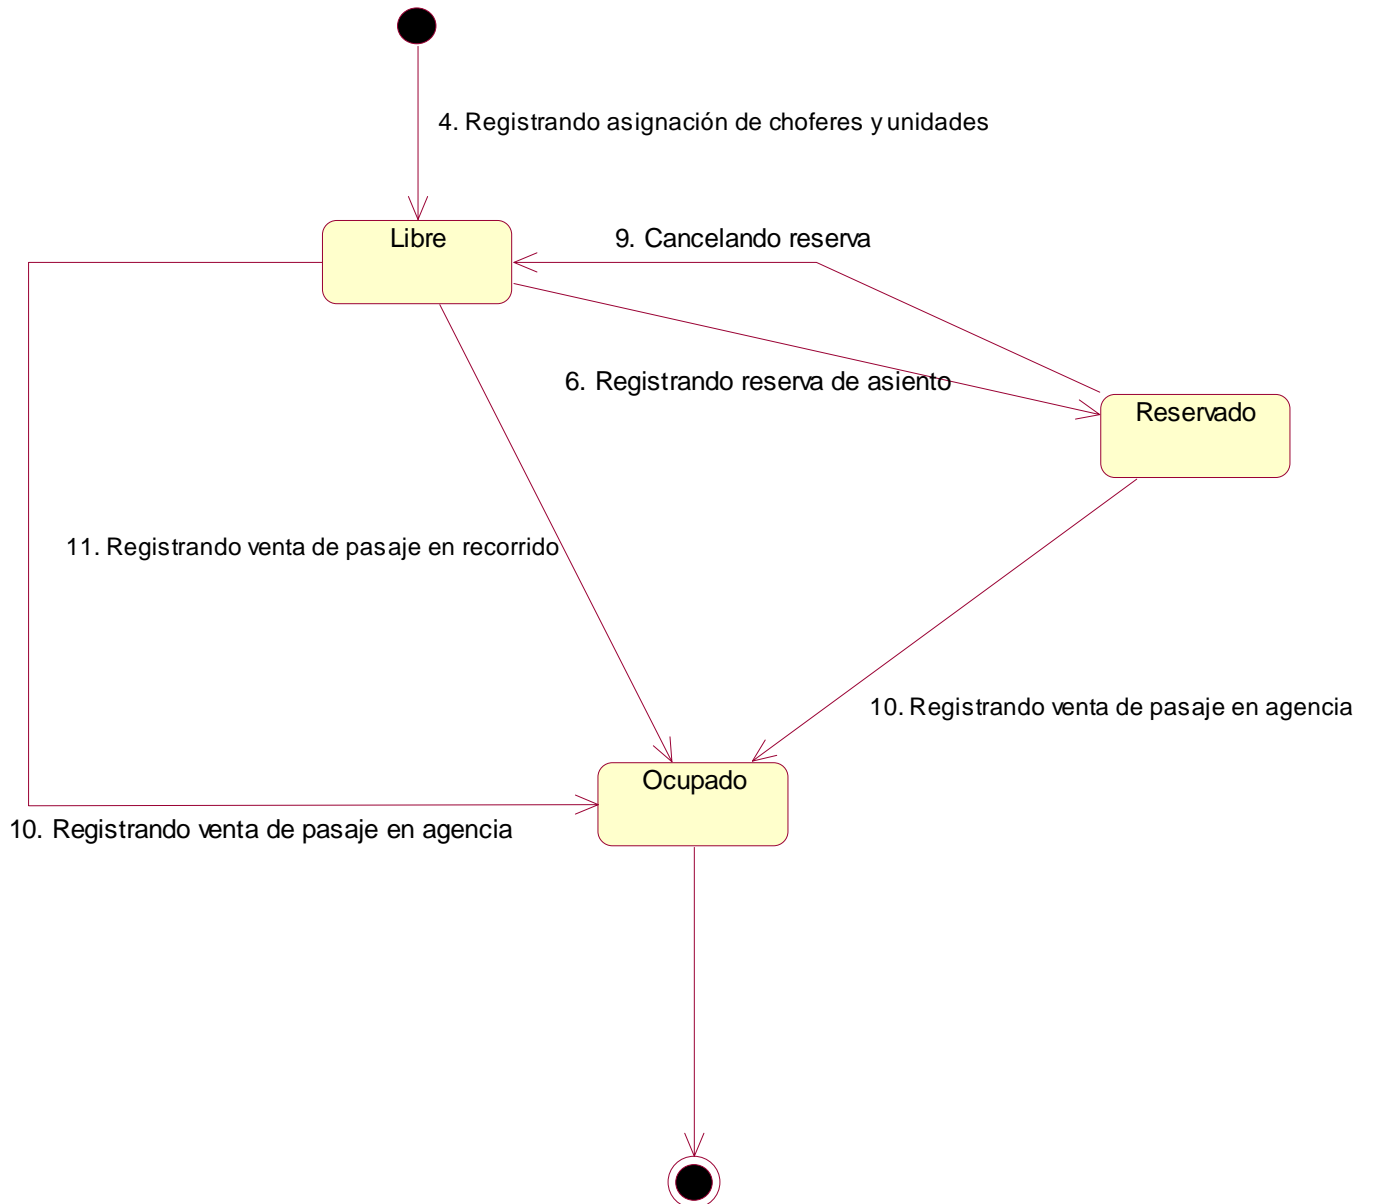 4. Registrando asignación de choferes y unidades
Libre
9. Cancelando reserva
6. Registrando reserva de asiento
Reservado
11. Registrando venta de pasaje en recorrido
10. Registrando venta de pasaje en agencia
Ocupado
10. Registrando venta de pasaje en agencia